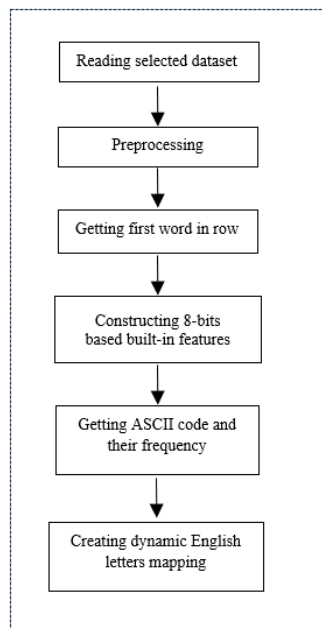 Reading selected dataset
Preprocessing
Getting first word in row
Constructing 8-bits
based built-in features
Getting ASCII code and
their frequency
Creating dynamic English
letters mapping